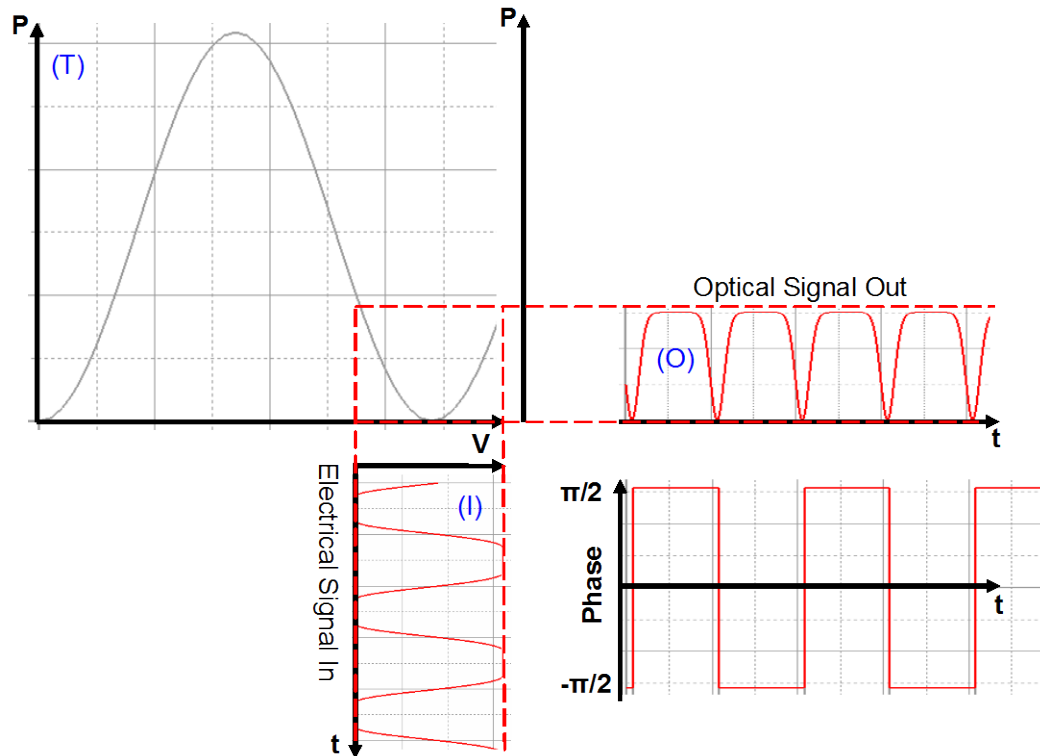 P
(T)
P
Optical Signal Out
(O)
V
t
Electrical Signal In
(I)
t
π/2
Phase
t
-π/2